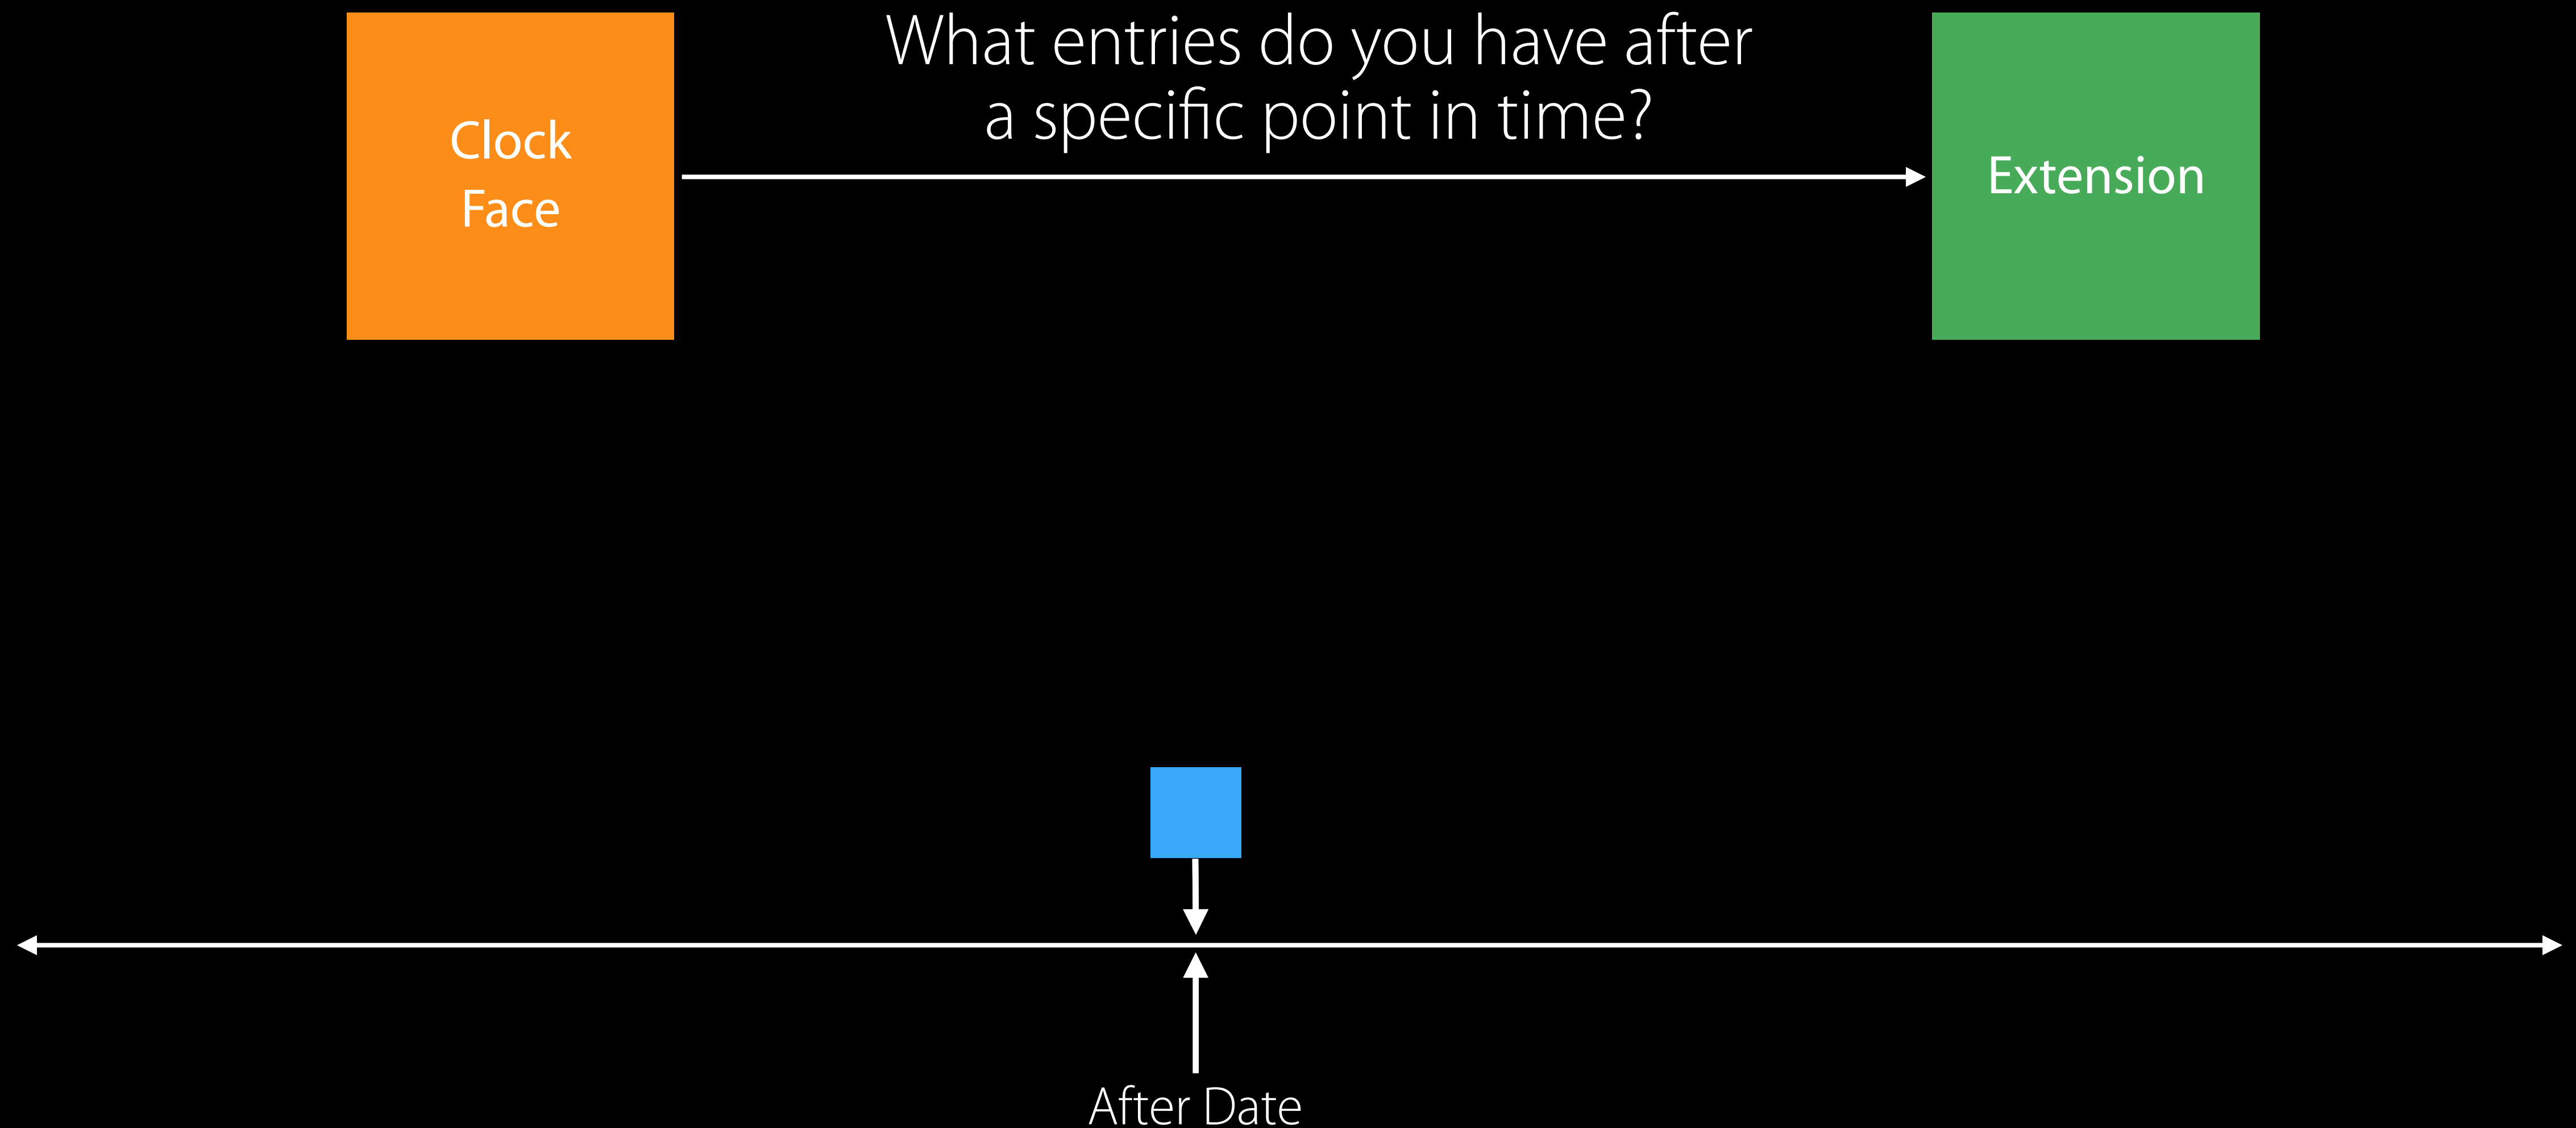 Clock
Face
What entries do you have after
a specific point in time?
Extension
After Date